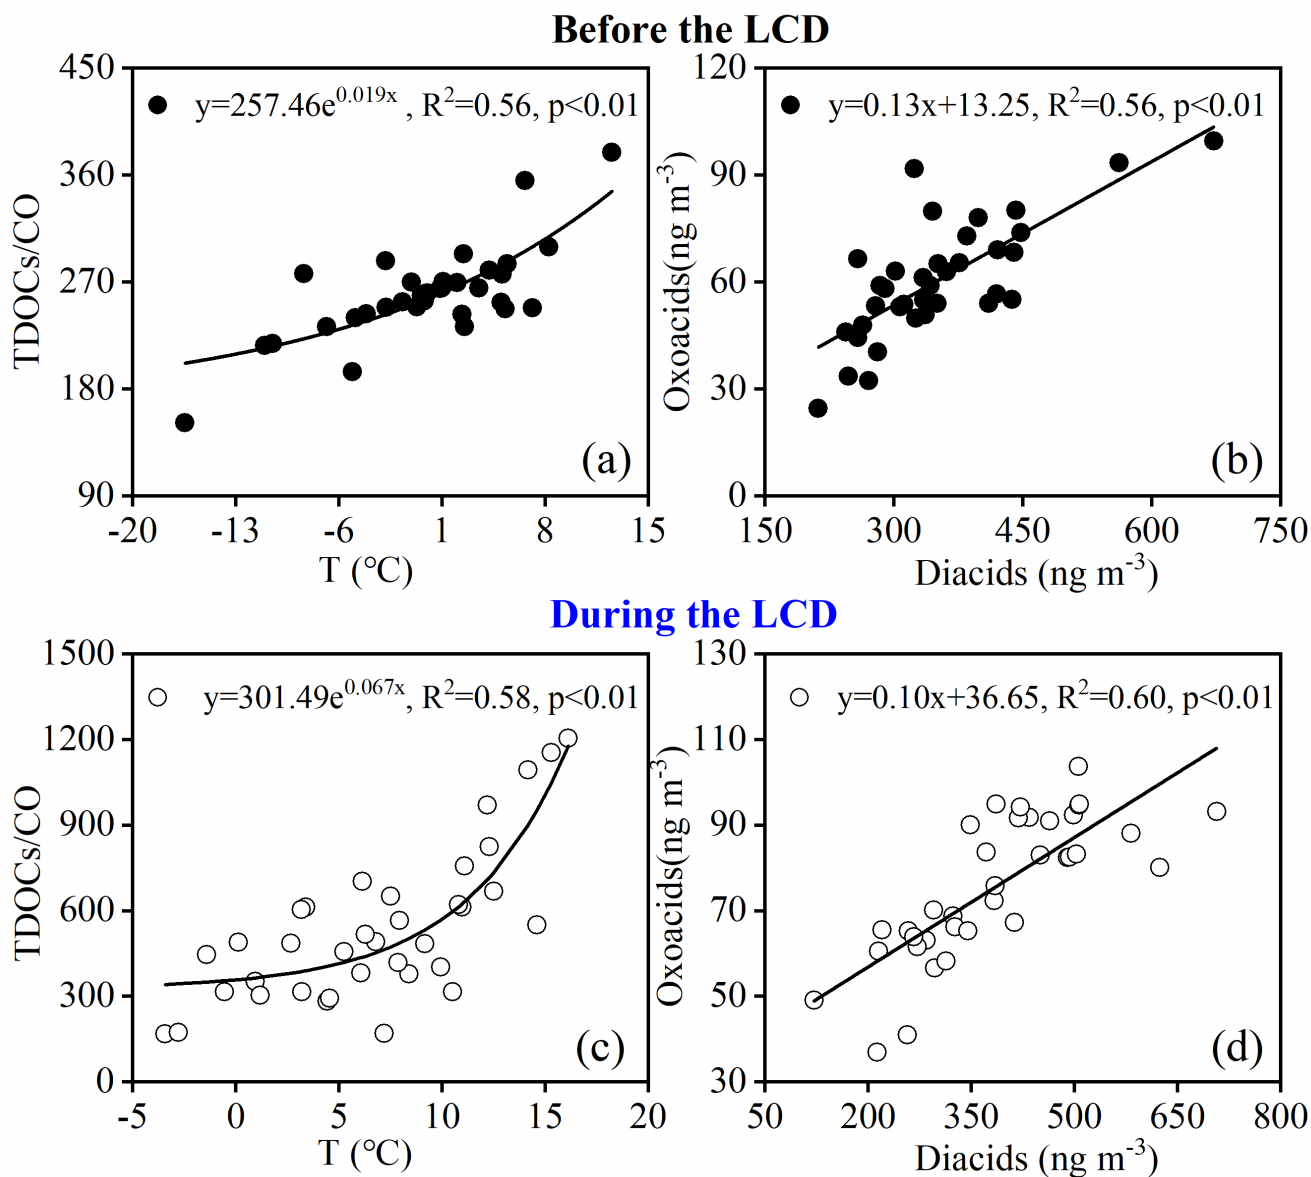 Before the LCD
y=257.46e^0.019x , R²=0.56, p<0.01
450
360
270
180
90
TDOCs/CO
(a)
-20 -13 -6 1 8 15
T (℃)
y=0.13x+13.25, R²=0.56, p<0.01
120
90
60
30
0
Oxoacids(ng m⁻³)
(b)
150 300 450 600 750
Diacids (ng m⁻³)
During the LCD
y=301.49e^0.067x , R²=0.58, p<0.01
1500
1200
900
600
300
0
TDOCs/CO
(c)
-5 0 5 10 15 20
T (℃)
y=0.10x+36.65, R²=0.60, p<0.01
130
110
90
70
50
30
Oxoacids(ng m⁻³)
(d)
50 200 350 500 650 800
Diacids (ng m⁻³)